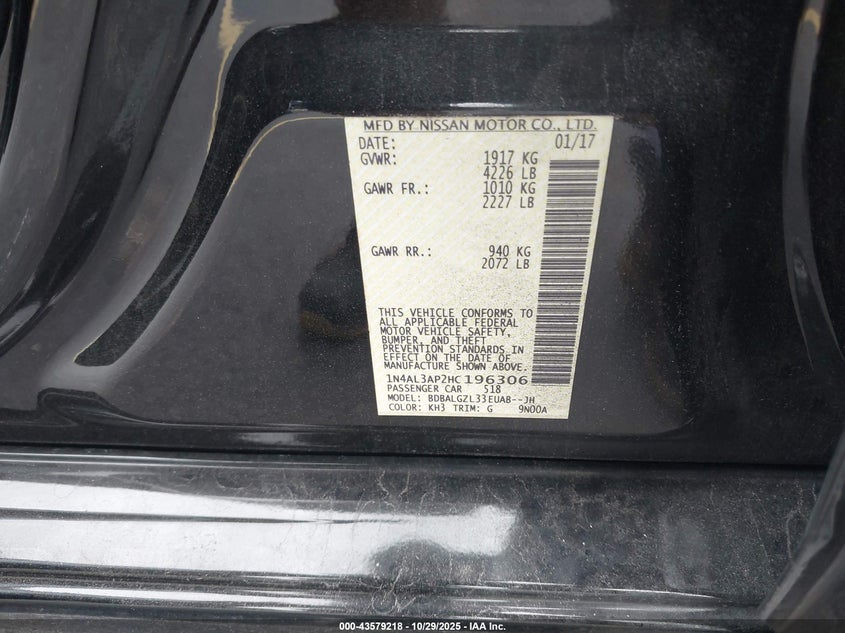 MFD BY NISSAN MOTOR CO., LTD.
DATE: 01/17
GVWR: 1917 KG
4226 LB
GAWR FR.: 1010 KG
2227 LB
GAWR RR.: 940 KG
2072 LB
THIS VEHICLE CONFORMS TO
ALL APPLICABLE FEDERAL
MOTOR VEHICLE SAFETY,
BUMPER, AND THEFT
PREVENTION STANDARDS IN
EFFECT ON THE DATE OF
MANUFACTURE SHOWN ABOVE.
1N4AL3AP2HC196306
PASSENGER CAR 518
MODEL: BDBALGZL33EUAB--JH
COLOR: KH3 TRIM: G 9N00A
000-43579218 - 10/29/2025 - IAA Inc.